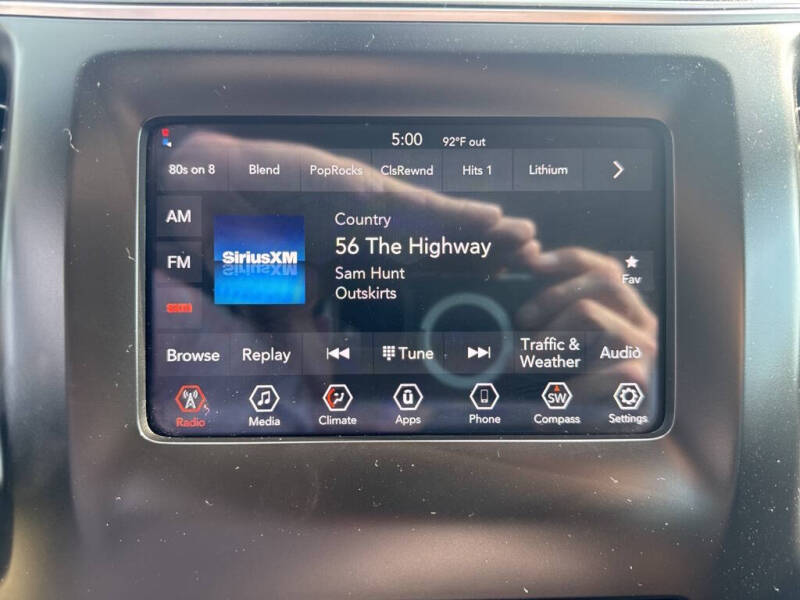 5:00 92°F out
80s on 8 Blend PopRocks ClsRewnd Hits 1 Lithium
AM
Country
56 The Highway
FM
SiriusXM
Sam Hunt
Fav
Outskirts
Browse Replay Tune Traffic & Weather Audio
Radio Media Climate Apps Phone SW Compass Settings